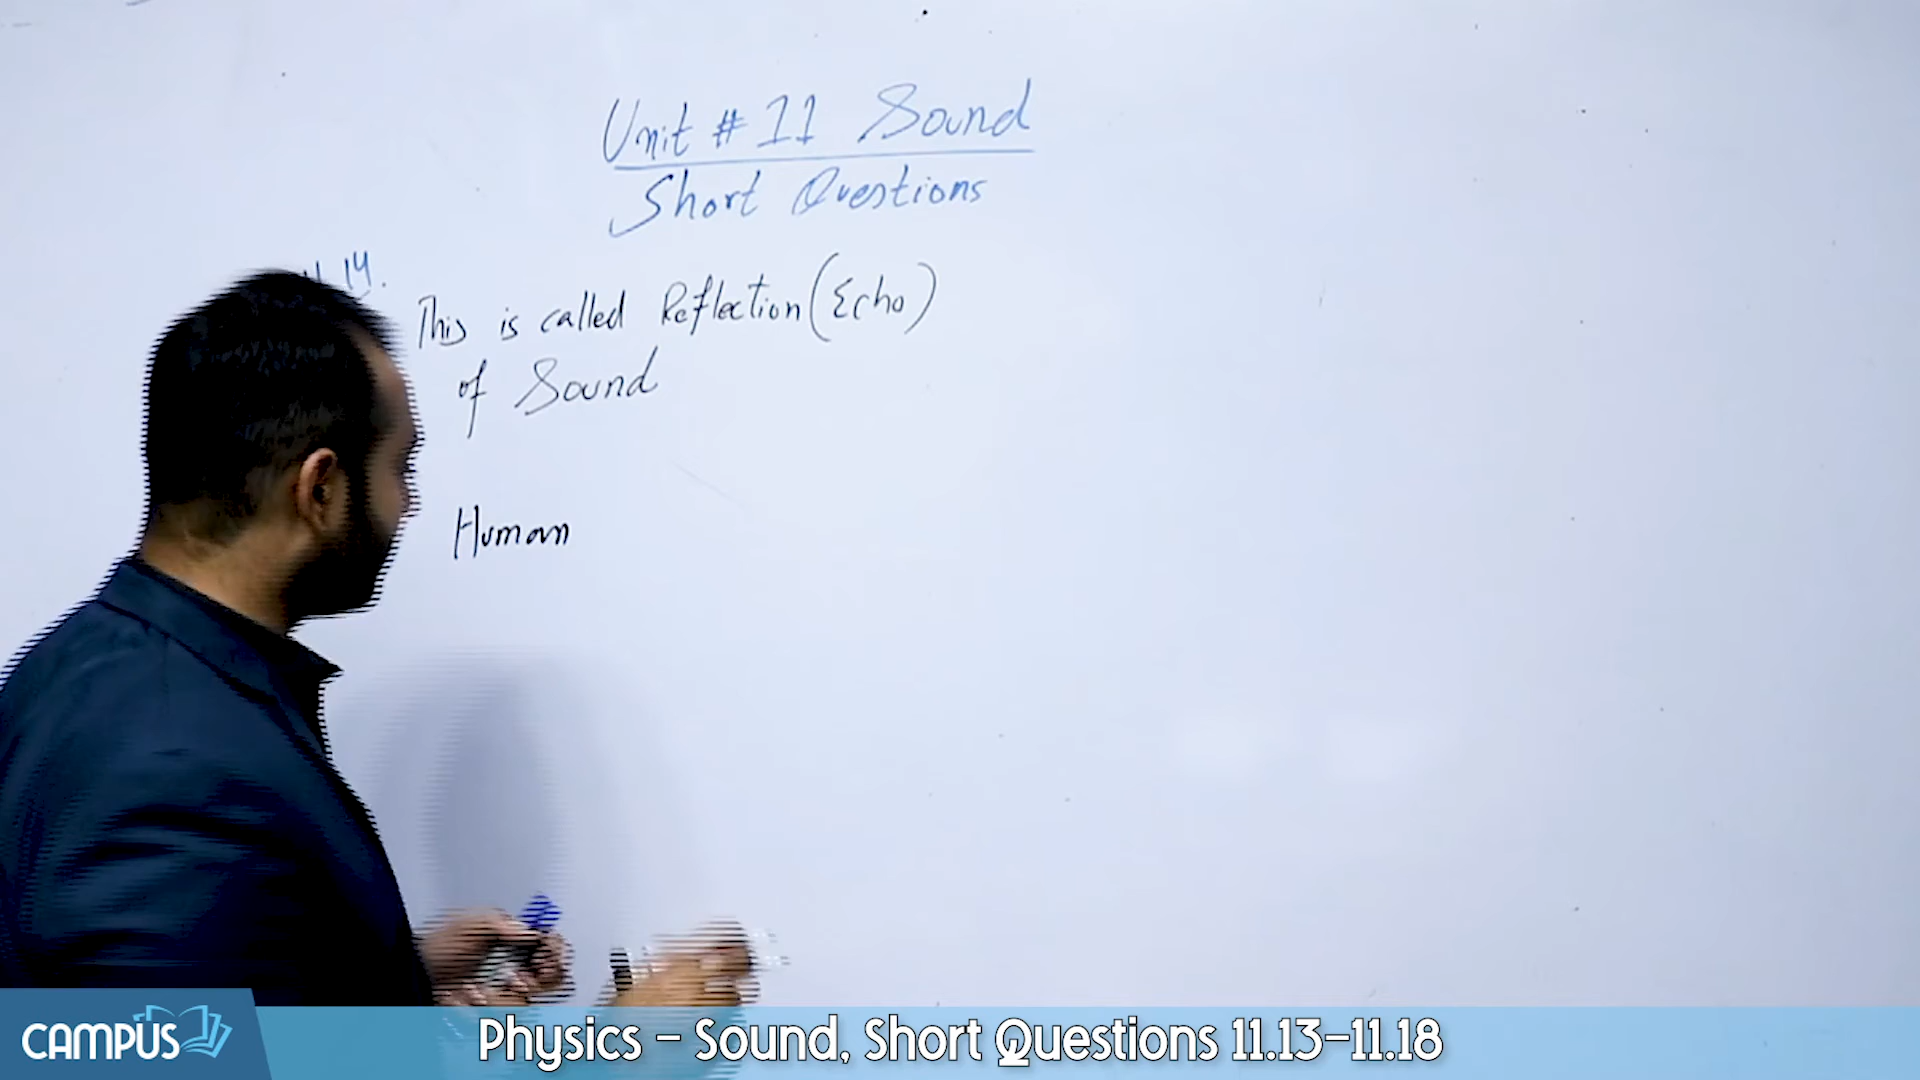 Unit # 11 Sound
Short Questions
14.
This is called Reflection (Echo)
of Sound
Human
CAMPUS
Physics – Sound, Short Questions 11.13–11.18